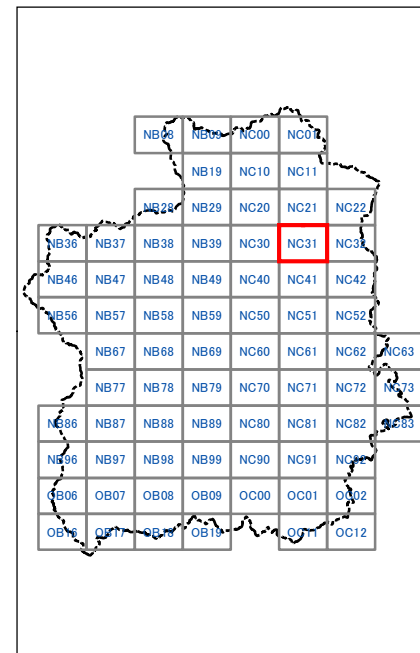 NB08 NB09 NC00 NC01
NB19 NC10 NC11
NB28 NB29 NC20 NC21 NC22
NB36 NB37 NB38 NB39 NC30 NC31 NC32
NB46 NB47 NB48 NB49 NC40 NC41 NC42
NB56 NB57 NB58 NB59 NC50 NC51 NC52
NB67 NB68 NB69 NC60 NC61 NC62 NC63
NB77 NB78 NB79 NC70 NC71 NC72 NC73
NB86 NB87 NB88 NB89 NC80 NC81 NC82 NC83
NB96 NB97 NB98 NB99 NC90 NC91 NC92
OB06 OB07 OB08 OB09 OC00 OC01 OC02
OB16 OB17 OB18 OB19 OC11 OC12